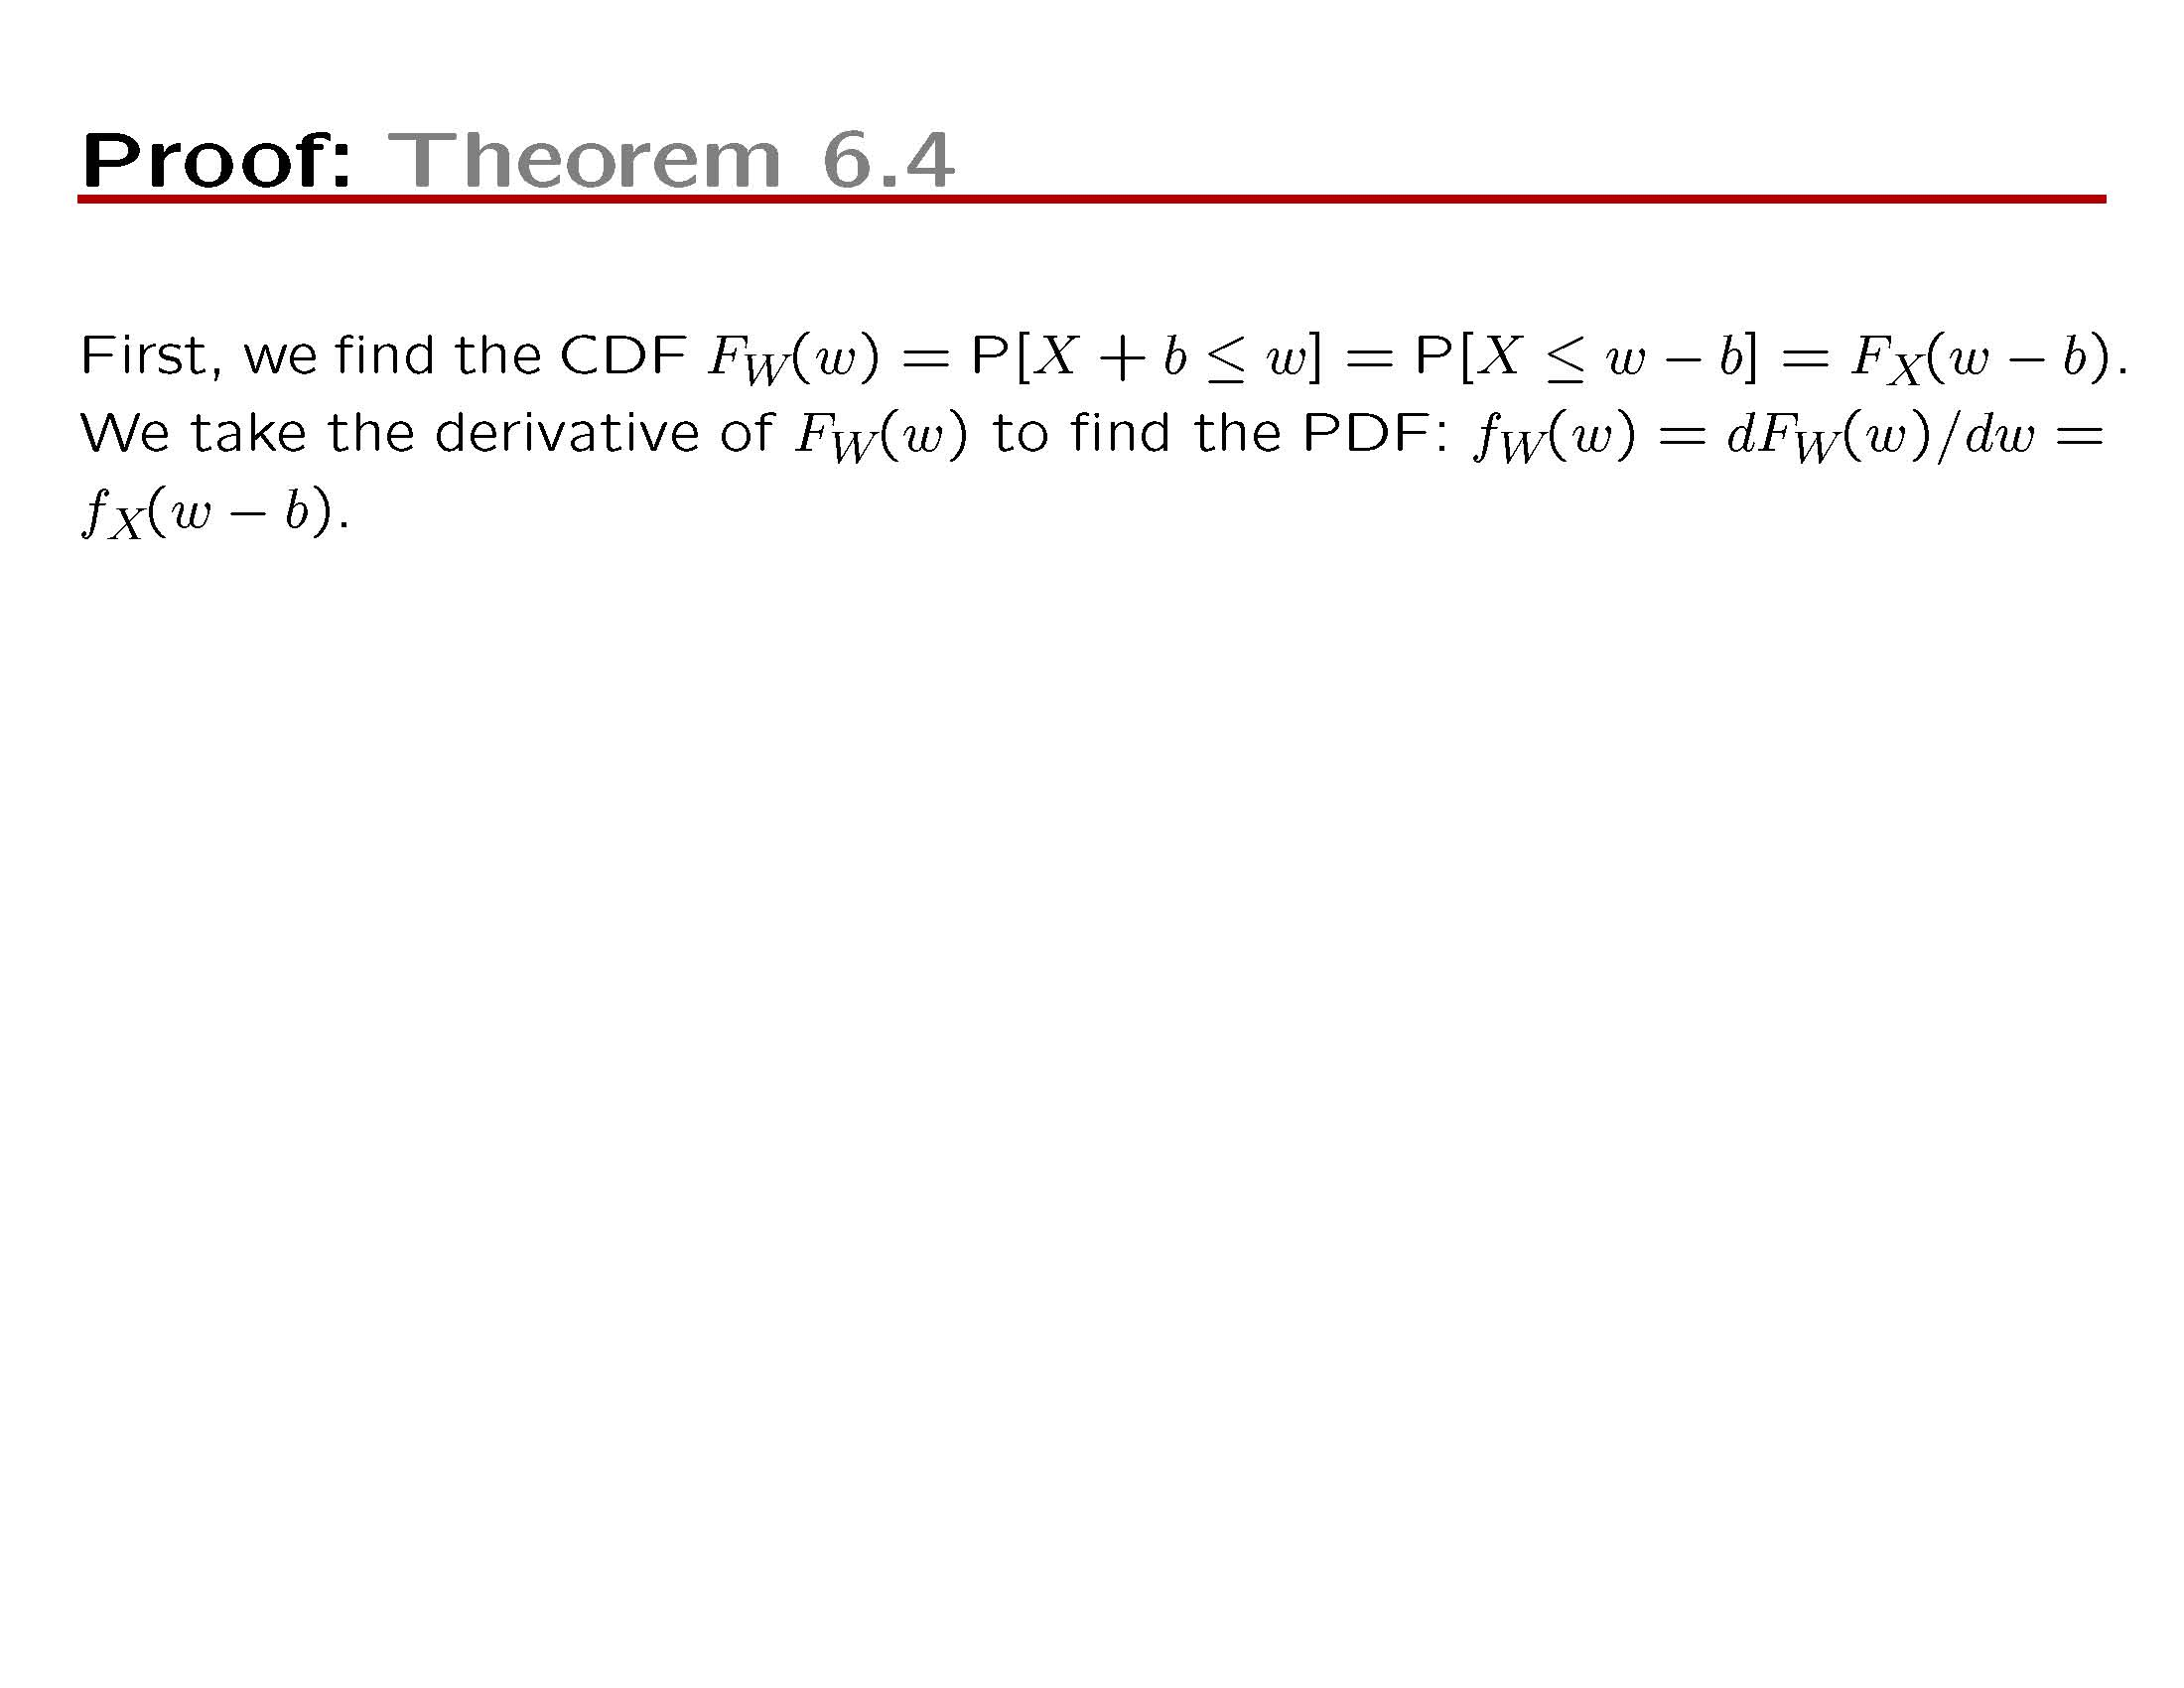 Proof: Theorem 6.4
First, we find the CDF F_W(w) = P[X + b ≤ w] = P[X ≤ w − b] = F_X(w − b).
We take the derivative of F_W(w) to find the PDF: f_W(w) = dF_W(w)/dw =
f_X(w − b).